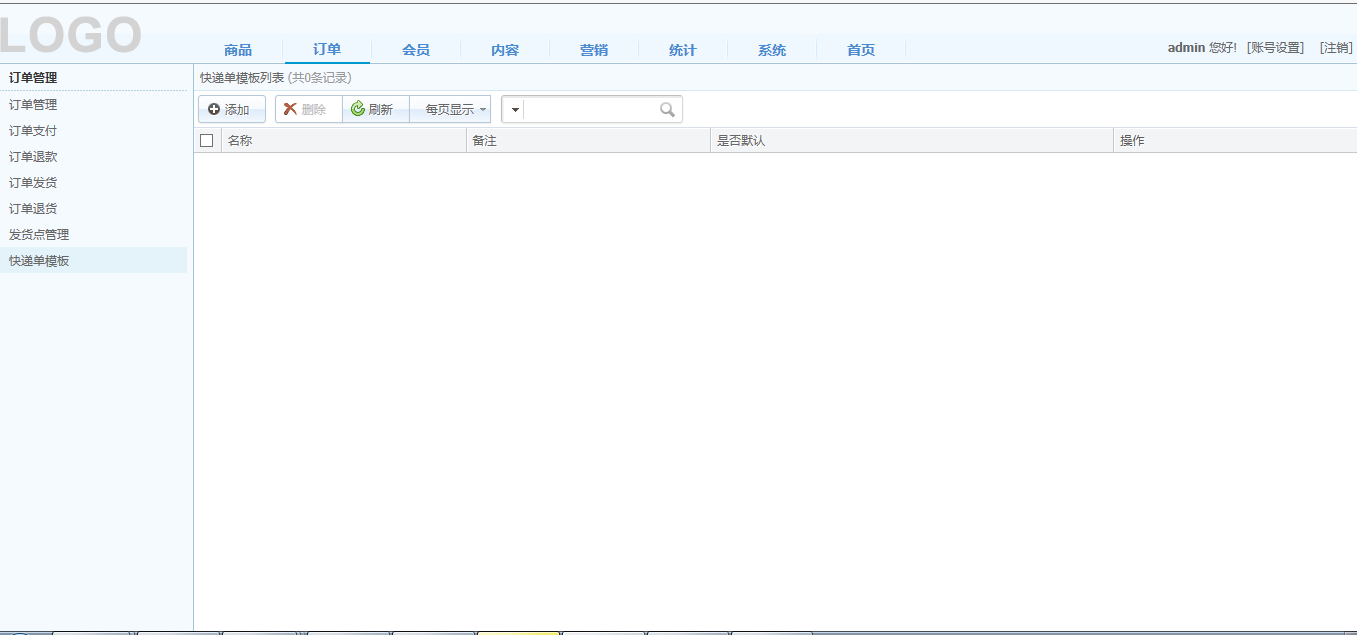 LOGO
商品 订单 会员 内容 营销 统计 系统 首页
admin 您好! [账号设置] [注销]
订单管理
订单管理
订单支付
订单退款
订单发货
订单退货
发货点管理
快递单模板
快递单模板列表 (共0条记录)
添加 删除 刷新 每页显示
名称 备注 是否默认 操作